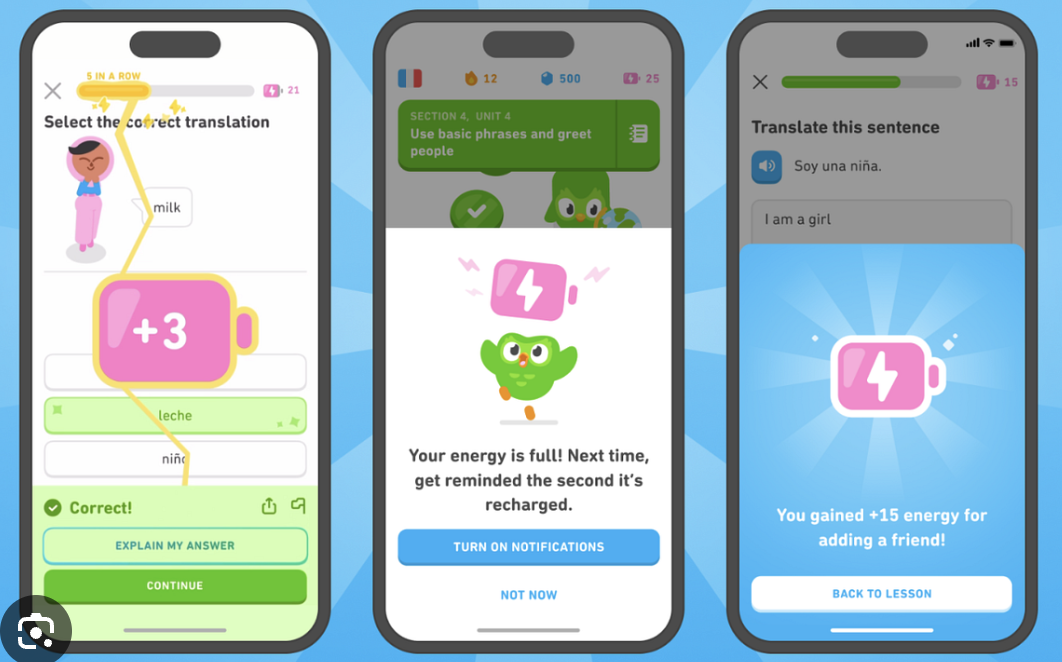 5 IN A ROW
21
Select the correct translation
milk
+3
leche
niño
Correct!
EXPLAIN MY ANSWER
CONTINUE
12
500
25
SECTION 4, UNIT 4
Use basic phrases and greet
people
Your energy is full! Next time,
get reminded the second it's
recharged.
TURN ON NOTIFICATIONS
NOT NOW
15
Translate this sentence
Soy una niña.
I am a girl
You gained +15 energy for
adding a friend!
BACK TO LESSON